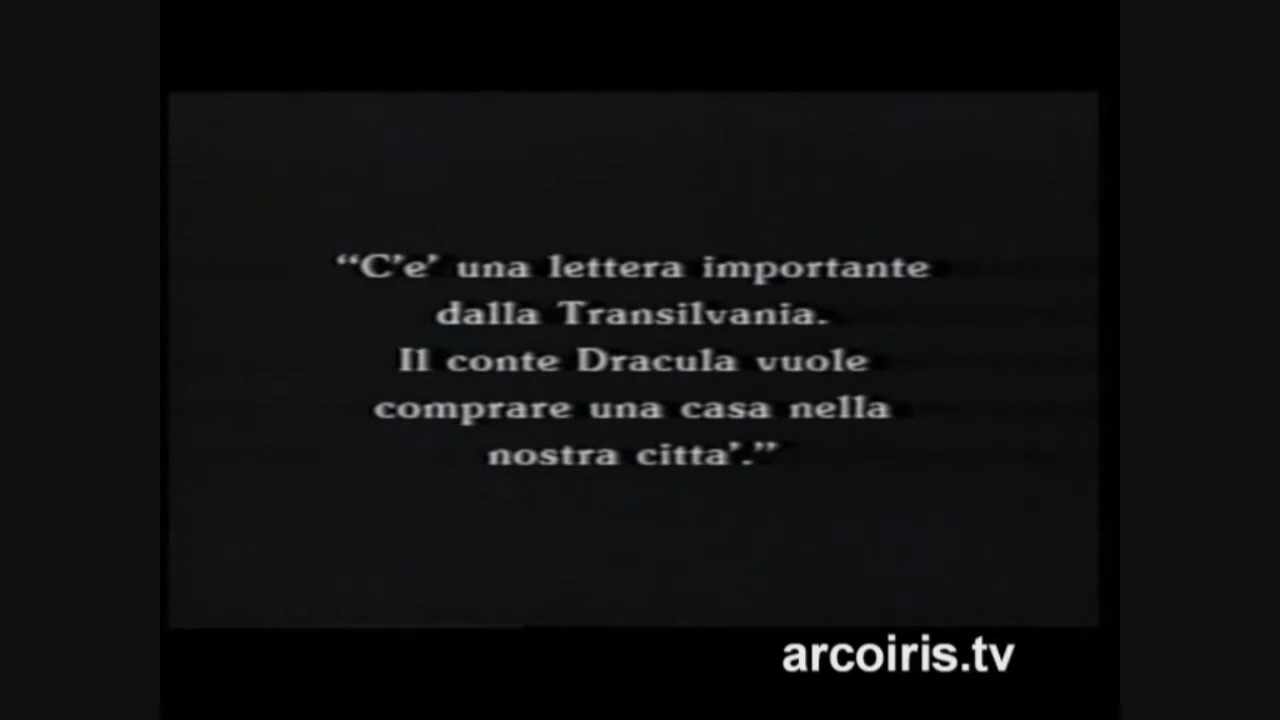 “C’e’ una lettera importante
dalla Transilvania.
Il conte Dracula vuole
comprare una casa nella
nostra citta’.”
arcoiris.tv